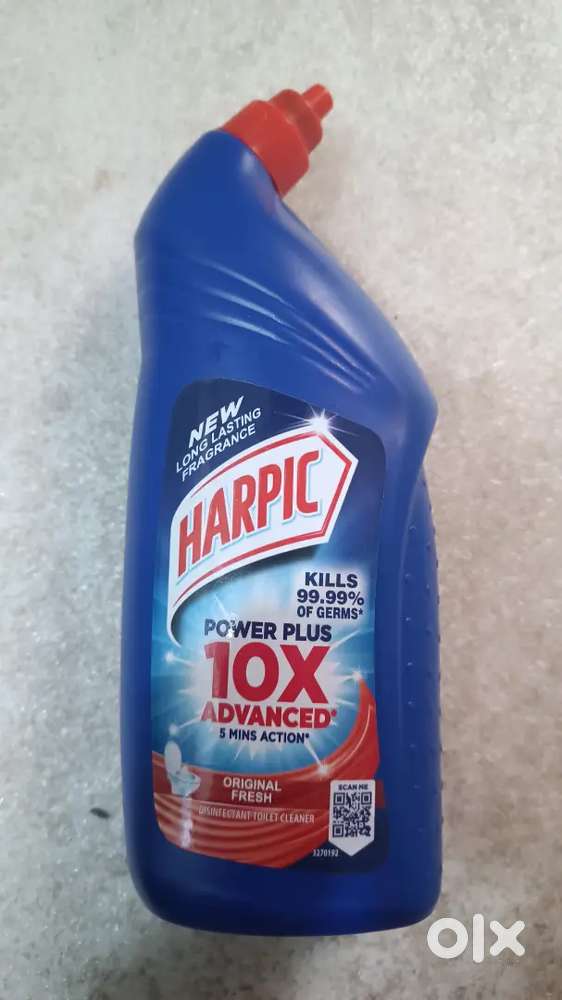 NEW
LONG LASTING
FRAGRANCE
HARPIC
KILLS
99.99%
OF GERMS*
POWER PLUS
10X
ADVANCED*
5 MINS ACTION*
ORIGINAL
FRESH
DISINFECTANT TOILET CLEANER
SCAN ME
3270192
olx